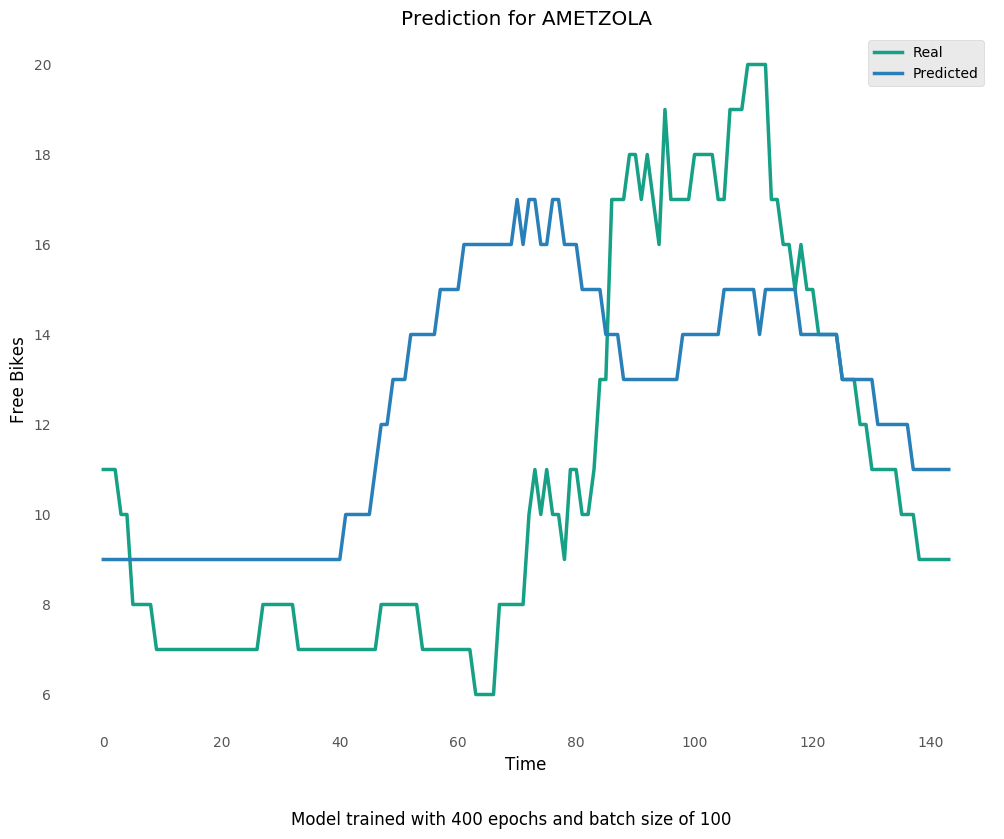 Prediction for AMETZOLA
Real
Predicted
20
18
16
14
12
10
8
6
Free Bikes
0 20 40 60 80 100 120 140
Time
Model trained with 400 epochs and batch size of 100